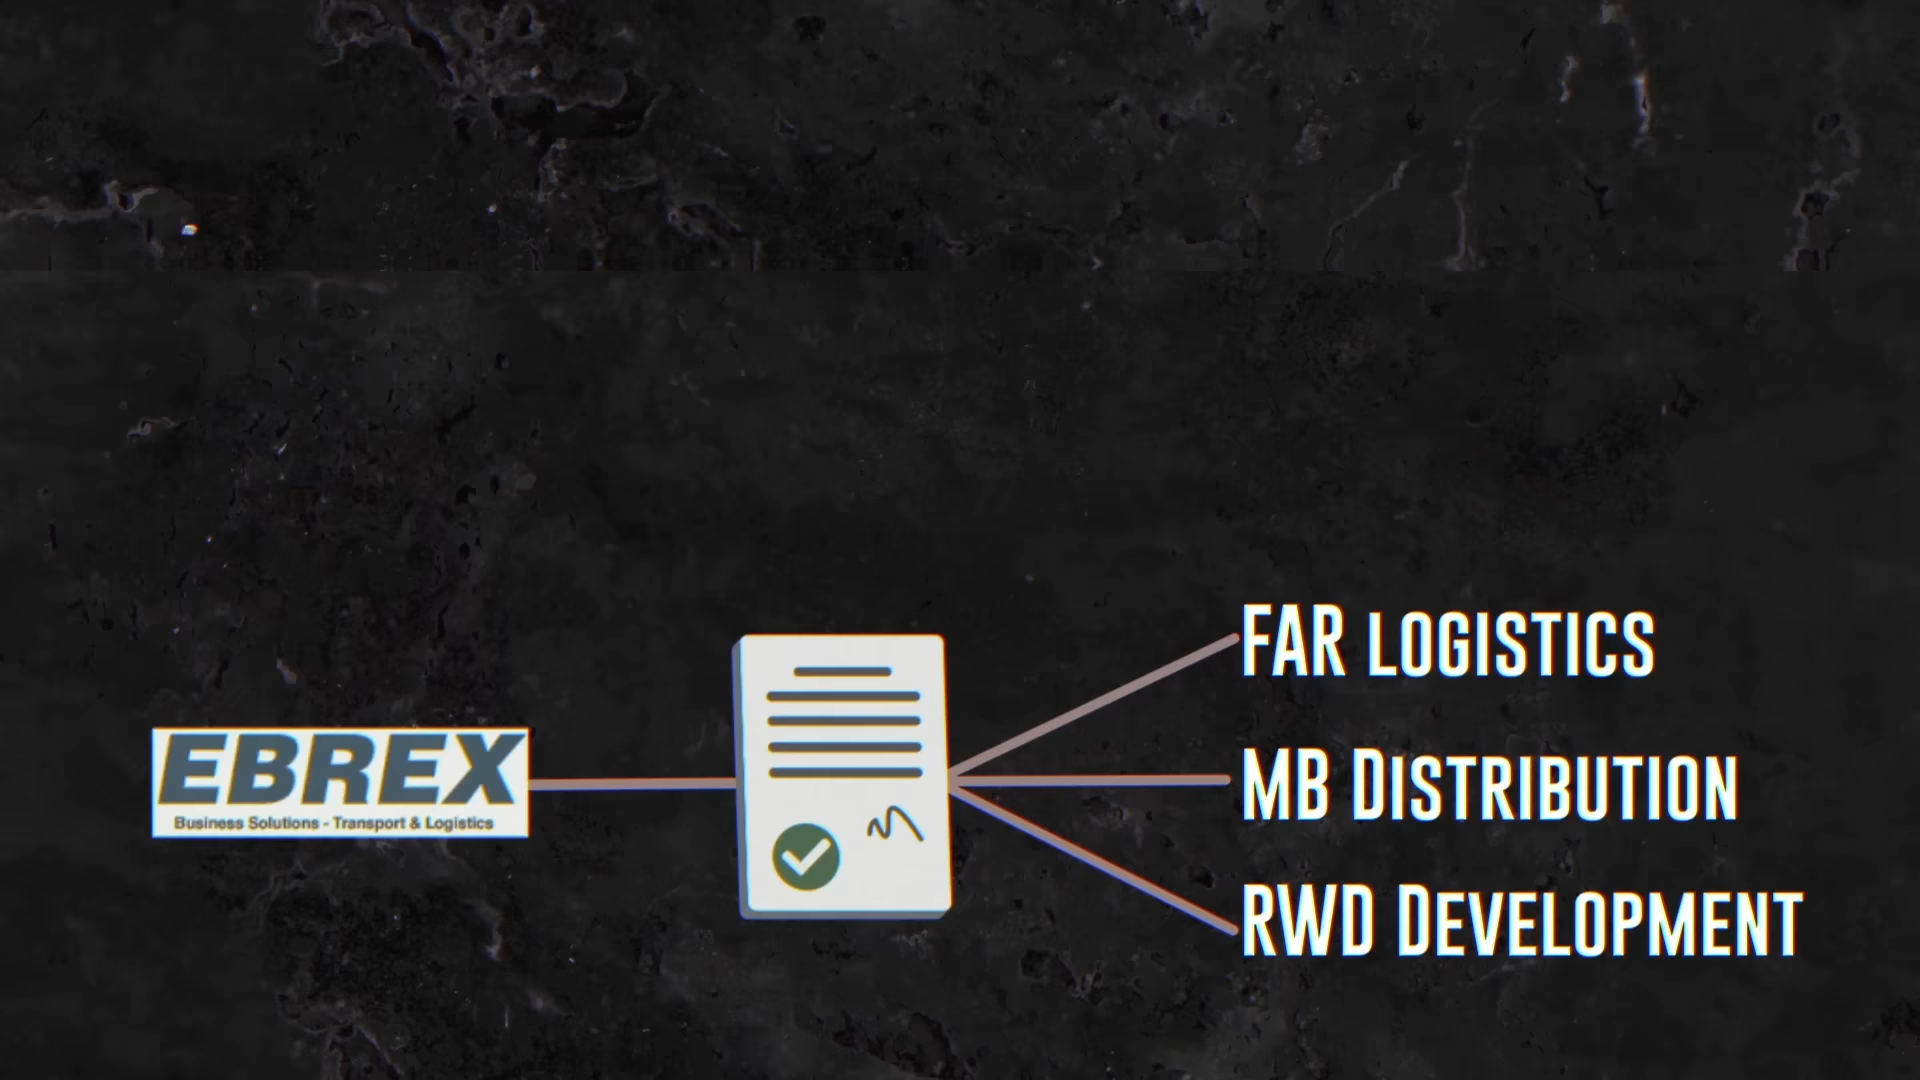 EBREX
Business Solutions - Transport & Logistics
FAR LOGISTICS
MB DISTRIBUTION
RWD DEVELOPMENT